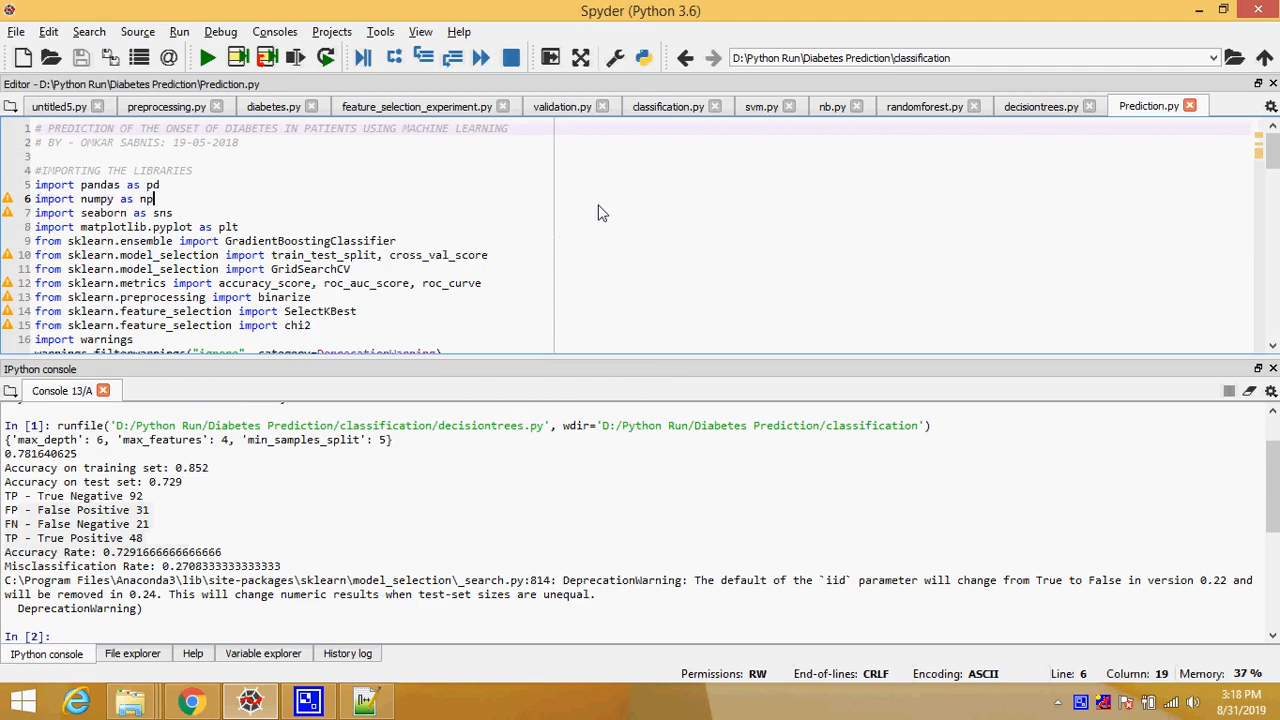 Spyder (Python 3.6)
File Edit Search Source Run Debug Consoles Projects Tools View Help
D:\Python Run\Diabetes Prediction\classification
Editor - D:\Python Run\Diabetes Prediction\Prediction.py
untitled5.py preprocessing.py diabetes.py feature_selection_experiment.py validation.py classification.py svm.py nb.py randomforest.py decisiontrees.py Prediction.py
1 # PREDICTION OF THE ONSET OF DIABETES IN PATIENTS USING MACHINE LEARNING
2 # BY - OMKAR SABNIS: 19-05-2018
3
4 #IMPORTING THE LIBRARIES
5 import pandas as pd
6 import numpy as np
7 import seaborn as sns
8 import matplotlib.pyplot as plt
9 from sklearn.ensemble import GradientBoostingClassifier
10 from sklearn.model_selection import train_test_split, cross_val_score
11 from sklearn.model_selection import GridSearchCV
12 from sklearn.metrics import accuracy_score, roc_auc_score, roc_curve
13 from sklearn.preprocessing import binarize
14 from sklearn.feature_selection import SelectKBest
15 from sklearn.feature_selection import chi2
16 import warnings
warnings.filterwarnings("ignore", category=DeprecationWarning)
IPython console
Console 13/A
In [1]: runfile('D:/Python Run/Diabetes Prediction/classification/decisiontrees.py', wdir='D:/Python Run/Diabetes Prediction/classification')
{'max_depth': 6, 'max_features': 4, 'min_samples_split': 5}
0.781640625
Accuracy on training set: 0.852
Accuracy on test set: 0.729
TP - True Negative 92
FP - False Positive 31
FN - False Negative 21
TP - True Positive 48
Accuracy Rate: 0.7291666666666666
Misclassification Rate: 0.2708333333333333
C:\Program Files\Anaconda3\lib\site-packages\sklearn\model_selection\_search.py:814: DeprecationWarning: The default of the `iid` parameter will change from True to False in version 0.22 and
will be removed in 0.24. This will change numeric results when test-set sizes are unequal.
DeprecationWarning)
In [2]:
IPython console File explorer Help Variable explorer History log
Permissions: RW End-of-lines: CRLF Encoding: ASCII Line: 6 Column: 19 Memory: 37 %
3:18 PM
8/31/2019